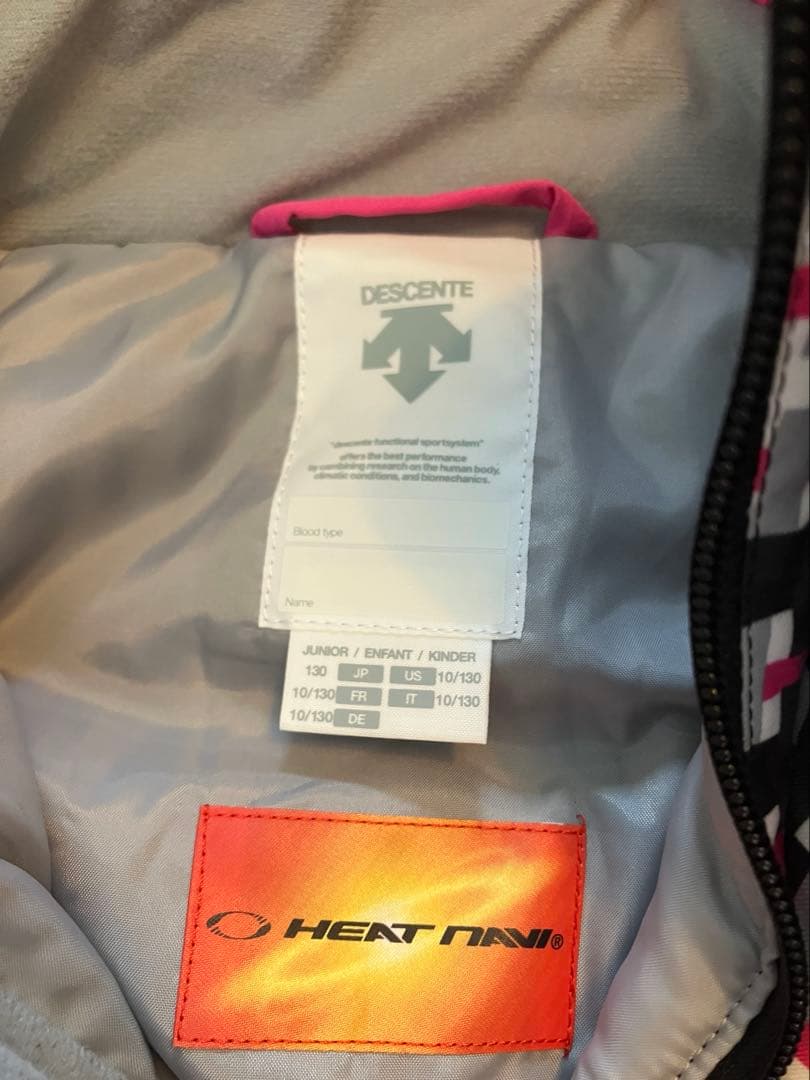 DESCENTE
"descente functional sportsystem"
offers the best performance
by combining research on the human body,
climatic conditions, and biomechanics.
Blood type
Name
JUNIOR / ENFANT / KINDER
130 JP US 10/130
10/130 FR IT 10/130
10/130 DE
HEAT NAVI®